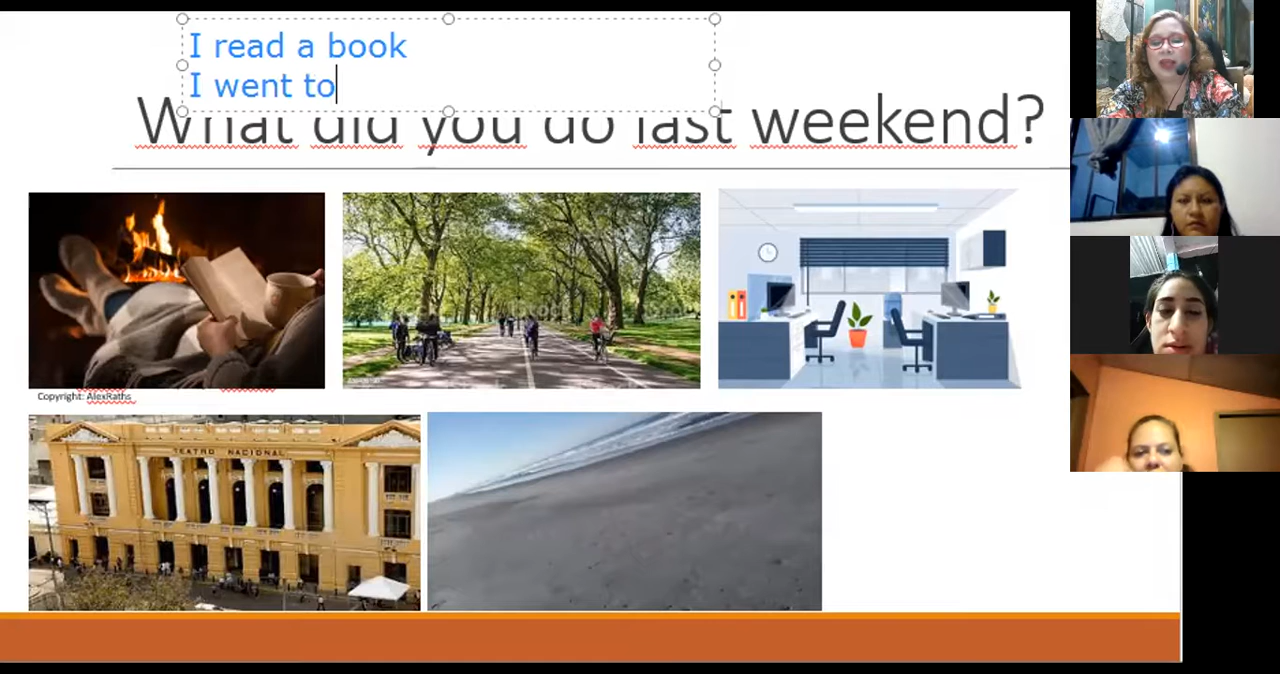 I read a book
I went to
What did you do last weekend?
Copyright: AlexRaths
TEATRO NACIONAL